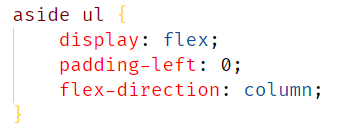 aside ul {
    display: flex;
    padding-left: 0;
    flex-direction: column;
}